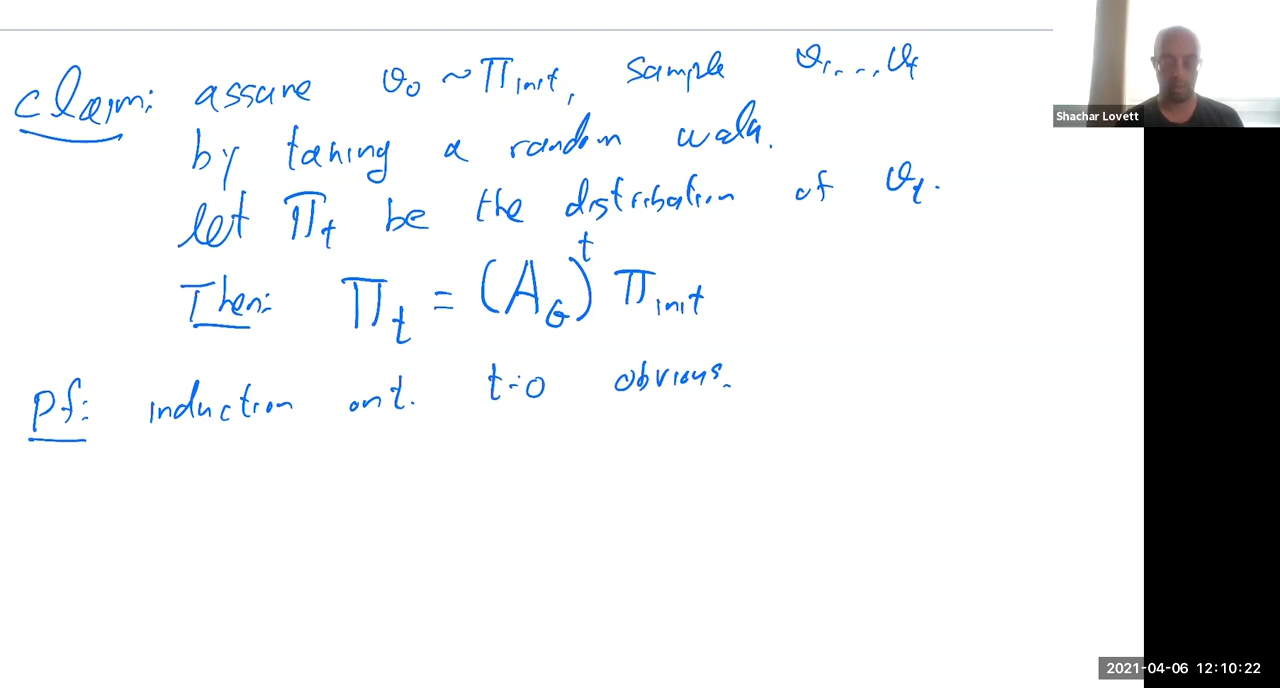 claim: assume v₀ ~ Π_init, sample v₁...v_t
by taking a random walk.
let Π_t be the distribution of v_t.
Then: Π_t = (A_G)^t Π_init
Pf: induction on t. t=0 obvious.
Shachar Lovett
2021-04-06 12:10:22